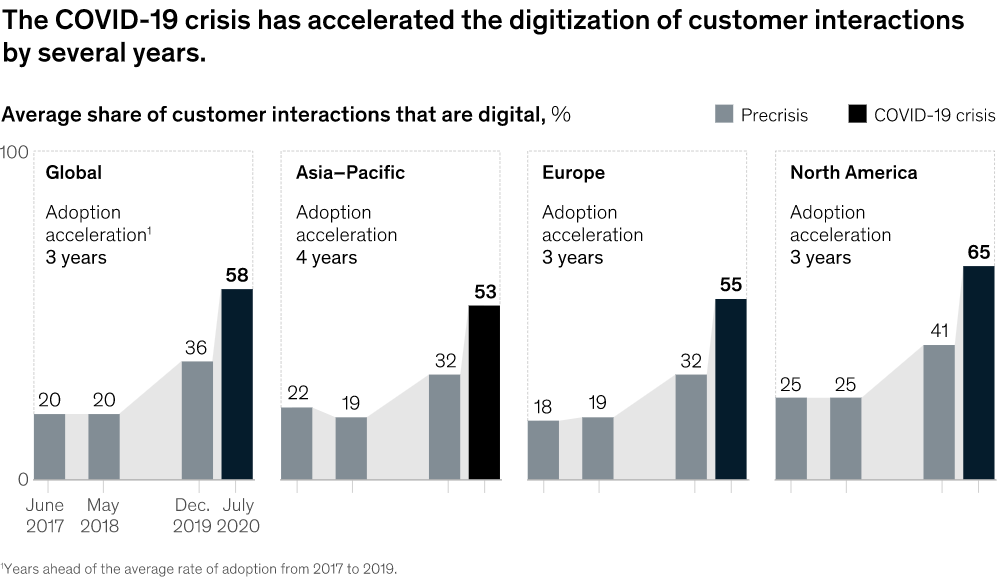 The COVID-19 crisis has accelerated the digitization of customer interactions
by several years.
Average share of customer interactions that are digital, %
Precrisis
COVID-19 crisis
100
0
Global
Adoption
acceleration¹
3 years
20
20
36
58
June
2017
May
2018
Dec.
2019
July
2020
Asia–Pacific
Adoption
acceleration
4 years
22
19
32
53
Europe
Adoption
acceleration
3 years
18
19
32
55
North America
Adoption
acceleration
3 years
25
25
41
65
¹Years ahead of the average rate of adoption from 2017 to 2019.